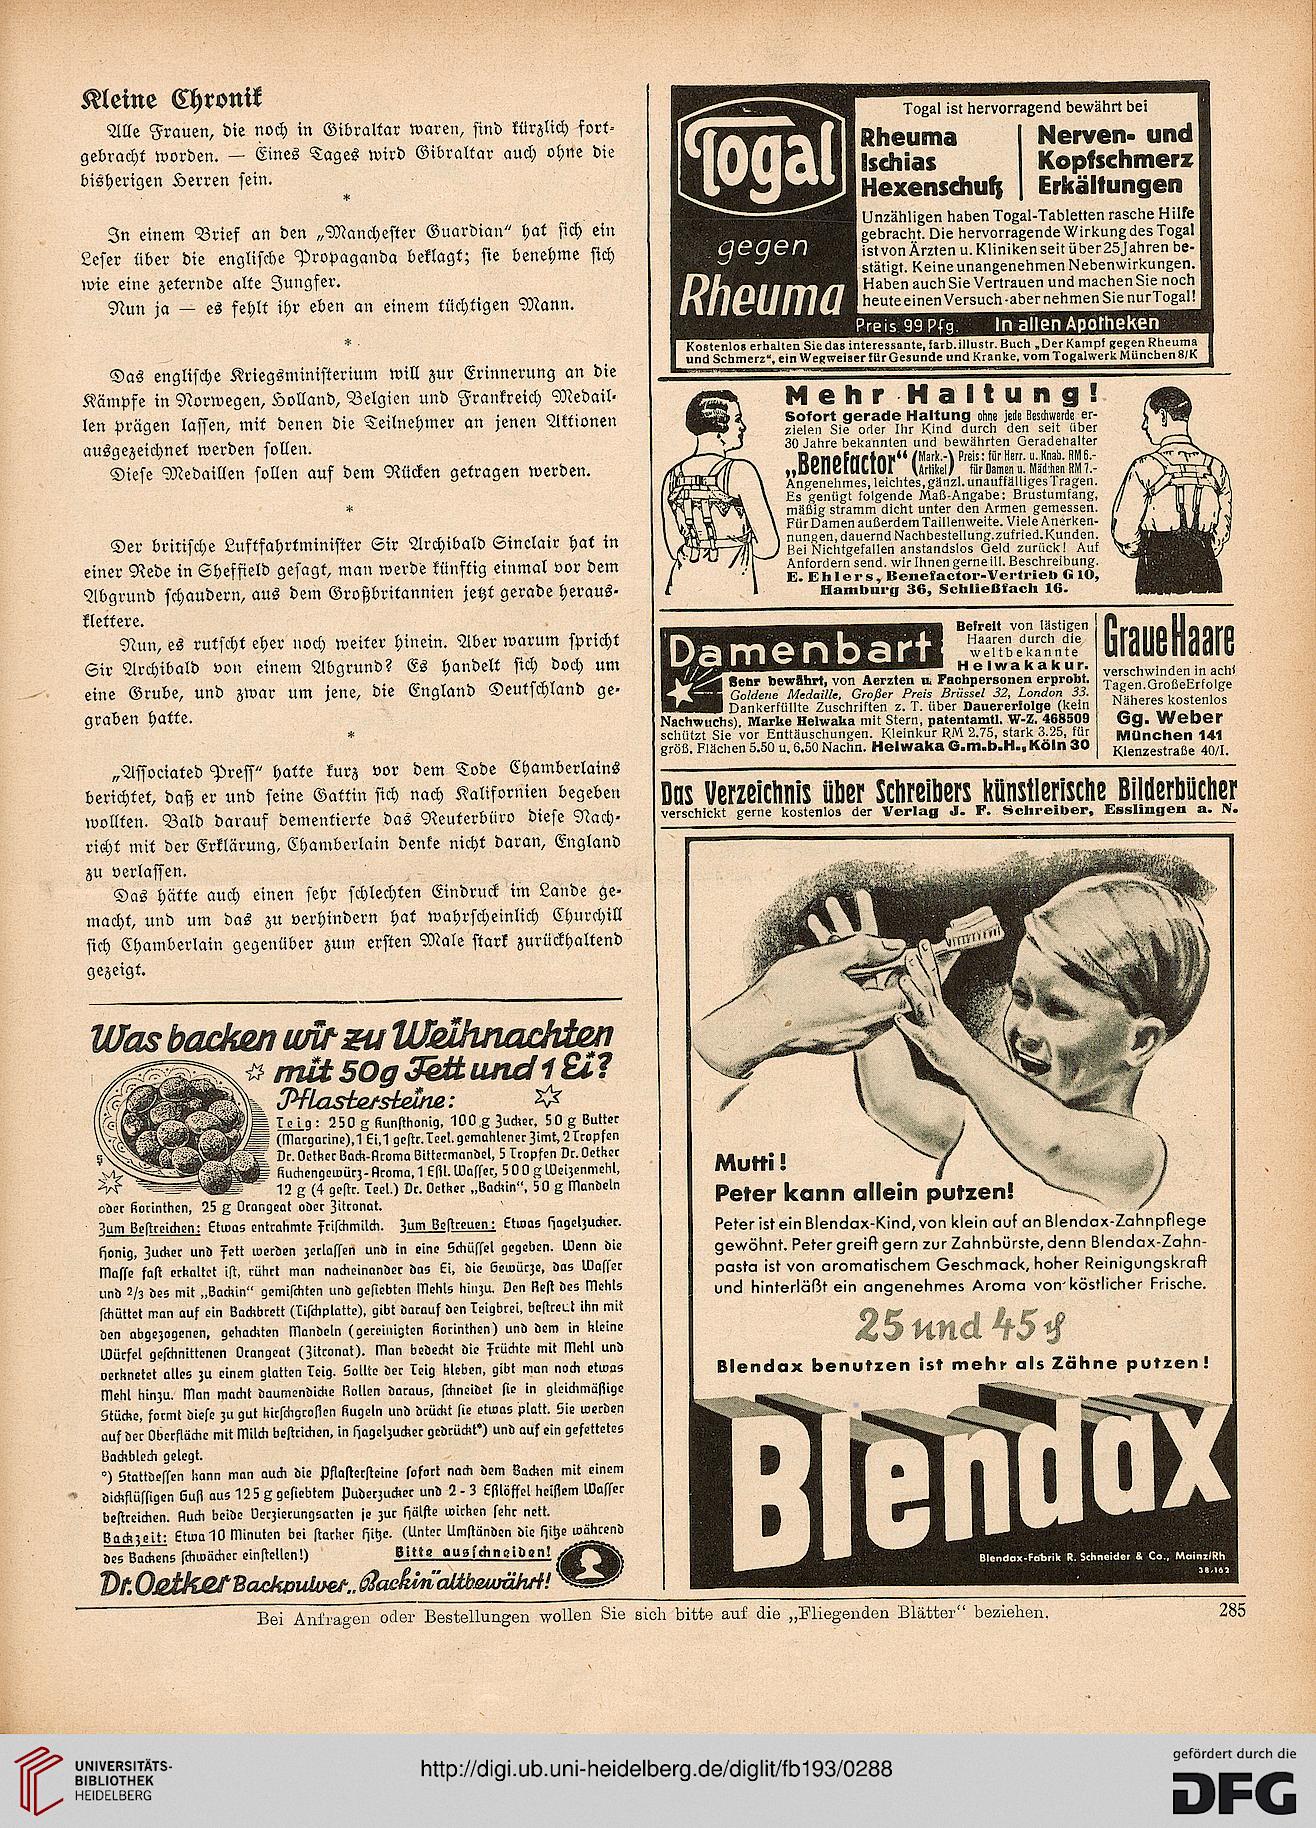 Kleine Chronik
Alle Frauen, die noch in Gibraltar waren, sind kürzlich fort-
gebracht worden. — Eines Tages wird Gibraltar auch ohne die
bisherigen Herren sein.
*
In einem Brief an den „Manchester Guardian" hat sich ein
Leser über die englische Propaganda beklagt; sie benehme sich
wie eine zeternde alte Jungfer.
Nun ja — es fehlt ihr eben an einem tüchtigen Mann.
*
Das englische Kriegsministerium will zur Erinnerung an die
Kämpfe in Norwegen, Holland, Belgien und Frankreich Medail-
len prägen lassen, mit denen die Teilnehmer an jenen Aktionen
ausgezeichnet werden sollen.
Diese Medaillen sollen auf dem Rücken getragen werden.
*
Der britische Luftfahrtminister Sir Archibald Sinclair hat in
einer Rede in Sheffield gesagt, man werde künftig einmal vor dem
Abgrund schaudern, aus dem Großbritannien jetzt gerade heraus-
klettere.
Nun, es rutscht eher noch weiter hinein. Aber warum spricht
Sir Archibald von einem Abgrund? Es handelt sich doch um
eine Grube, und zwar um jene, die England Deutschland ge-
graben hatte.
*
„Associated Press" hatte kurz vor dem Tode Chamberlains
berichtet, daß er und seine Gattin sich nach Kalifornien begeben
wollten. Bald darauf dementierte das Reuterbüro diese Nach-
richt mit der Erklärung, Chamberlain denke nicht daran, England
zu verlassen.
Das hätte auch einen sehr schlechten Eindruck im Lande ge-
macht, und um das zu verhindern hat wahrscheinlich Churchill
sich Chamberlain gegenüber zum ersten Male stark zurückhaltend
gezeigt.
Was backen wir zu Weihnachten
mit 50g Fett und 1 Ei?
Pflastersteine:
Teig: 250 g Kunsthonig, 100 g Zucker, 50 g Butter
(Margarine), 1 Ei, 1 gestr. Teel. gemahlener Zimt, 2 Tropfen
Dr. Oetker Back-Aroma Bittermandel, 5 Tropfen Dr. Oetker
Kuchengewürz-Aroma, 1 Eßl. Wasser, 500 g Weizenmehl,
12 g (4 gestr. Teel.) Dr. Oetker „Backin", 50 g Mandeln
oder Korinthen, 25 g Orangeat oder Zitronat.
Zum Bestreichen: Etwas entrahmte Frischmilch. Zum Bestreuen: Etwas Hagelzucker.
Honig, Zucker und Fett werden zerlassen und in eine Schüssel gegeben. Wenn die
Masse fast erkaltet ist, rührt man nacheinander das Ei, die Gewürze, das Wasser
und 2/3 des mit „Backin" gemischten und gesiebten Mehls hinzu. Den Rest des Mehls
schüttet man auf ein Backbrett (Tischplatte), gibt darauf den Teigbrei, bestreut ihn mit
den abgezogenen, gehackten Mandeln (gereinigten Korinthen) und dem in kleine
Würfel geschnittenen Orangeat (Zitronat). Man bedeckt die Früchte mit Mehl und
verknetet alles zu einem glatten Teig. Sollte der Teig kleben, gibt man noch etwas
Mehl hinzu. Man macht daumendicke Rollen daraus, schneidet sie in gleichmäßige
Stücke, formt diese zu gut kirschgroßen Kugeln und drückt sie etwas platt. Sie werden
auf der Oberfläche mit Milch bestrichen, in Hagelzucker gedrückt*) und auf ein gefettetes
Backblech gelegt.
*) Stattdessen kann man auch die Pflastersteine sofort nach dem Backen mit einem
dickflüssigen Guß aus 125 g gesiebtem Puderzucker und 2 - 3 Eßlöffel heißem Wasser
bestreichen. Auch beide Verzierungsarten je zur Hälfte wirken sehr nett.
Backzeit: Etwa 10 Minuten bei starker Hitze. (Unter Umständen die Hitze während
des Backens schwächer einstellen!) Bitte ausschneiden!
Dr. Oetker Backpulver „Backin" altbewährt!
Togal
gegen
Rheuma
Togal ist hervorragend bewährt bei
Rheuma
Ischias
Hexenschuß
Nerven- und
Kopfschmerz
Erkältungen
Unzähligen haben Togal-Tabletten rasche Hilfe
gebracht. Die hervorragende Wirkung des Togal
ist von Ärzten u. Kliniken seit über 25 Jahren be-
stätigt. Keine unangenehmen Nebenwirkungen.
Haben auch Sie Vertrauen und machen Sie noch
heute einen Versuch-aber nehmen Sie nur Togal!
Preis 99 Pfg. In allen Apotheken
Kostenlos erhalten Sie das interessante, farb. illustr. Buch „Der Kampf gegen Rheuma
und Schmerz", ein Wegweiser für Gesunde und Kranke, vom Togalwerk München 8/K
Mehr Haltung!
Sofort gerade Haltung ohne jede Beschwerde er-
zielen Sie oder Ihr Kind durch den seit über
30 Jahre bekannten und bewährten Geradehalter
„Benefactor" (Mark.-Artikel) Preis: für Herr. u. Knab. RM 6.-
für Damen u. Mädchen RM 7.-
Angenehmes, leichtes, gänzl. unauffälliges Tragen.
Es genügt folgende Maß-Angabe: Brustumfang,
mäßig stramm dicht unter den Armen gemessen.
Für Damen außerdem Taillenweite. Viele Anerken-
nungen, dauernd Nachbestellung. zufried. Kunden.
Bei Nichtgefallen anstandslos Geld zurück! Auf
Anfordern send. wir Ihnen gerne ill. Beschreibung.
E. Ehlers, Benefactor-Vertrieb G 10,
Hamburg 36, Schließfach 16.
Damenbart
Befreit von lästigen
Haaren durch die
weltbekannte
Helwakakur.
Sehr bewährt, von Aerzten u. Fachpersonen erprobt.
Goldene Medaille, Großer Preis Brüssel 32, London 33.
Dankerfüllte Zuschriften z. T. über Dauererfolge (kein
Nachwuchs). Marke Helwaka mit Stern, patentamtl. W-Z. 468509
schützt Sie vor Enttäuschungen. Kleinkur RM 2.75, stark 3.25, für
größ. Flächen 5.50 u. 6.50 Nachn. Helwaka G.m.b.H., Köln 30
Graue Haare
verschwinden in acht
Tagen. Große Erfolge
Näheres kostenlos
Gg. Weber
München 141
Klenzestraße 40/I.
Das Verzeichnis über Schreibers künstlerische Bilderbücher
verschickt gerne kostenlos der Verlag J. F. Schreiber, Esslingen a. N.
Mutti!
Peter kann allein putzen!
Peter ist ein Blendax-Kind, von klein auf an Blendax-Zahnpflege
gewöhnt. Peter greift gern zur Zahnbürste, denn Blendax-Zahn-
pasta ist von aromatischem Geschmack, hoher Reinigungskraft
und hinterläßt ein angenehmes Aroma von köstlicher Frische.
25 und 45 ₰
Blendax benutzen ist mehr als Zähne putzen!
Blendax
Blendax-Fabrik R. Schneider & Co., Mainz/Rh
38.162
Bei Anfragen oder Bestellungen wollen Sie sich bitte auf die „Fliegenden Blätter" beziehen.
285
UNIVERSITÄTS-
BIBLIOTHEK
HEIDELBERG
http://digi.ub.uni-heidelberg.de/diglit/fb193/0288
gefördert durch die
DFG